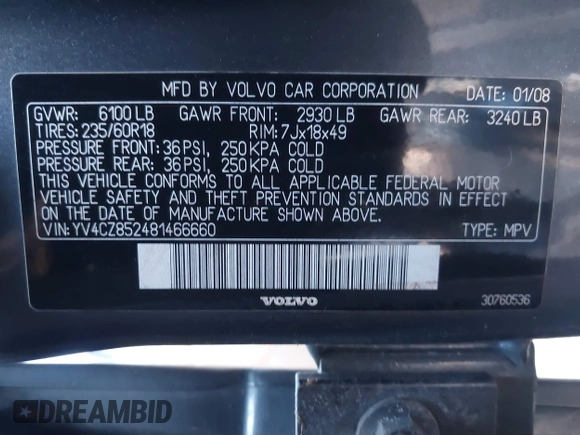 MFD BY VOLVO CAR CORPORATION DATE: 01/08
GVWR: 6100 LB GAWR FRONT: 2930 LB GAWR REAR: 3240 LB
TIRES: 235/60R18 RIM: 7Jx18x49
PRESSURE FRONT: 36 PSI, 250 KPA COLD
PRESSURE REAR: 36 PSI, 250 KPA COLD
THIS VEHICLE CONFORMS TO ALL APPLICABLE FEDERAL MOTOR
VEHICLE SAFETY AND THEFT PREVENTION STANDARDS IN EFFECT
ON THE DATE OF MANUFACTURE SHOWN ABOVE.
VIN: YV4CZ852481466660 TYPE: MPV
VOLVO 30760536
DREAMBID